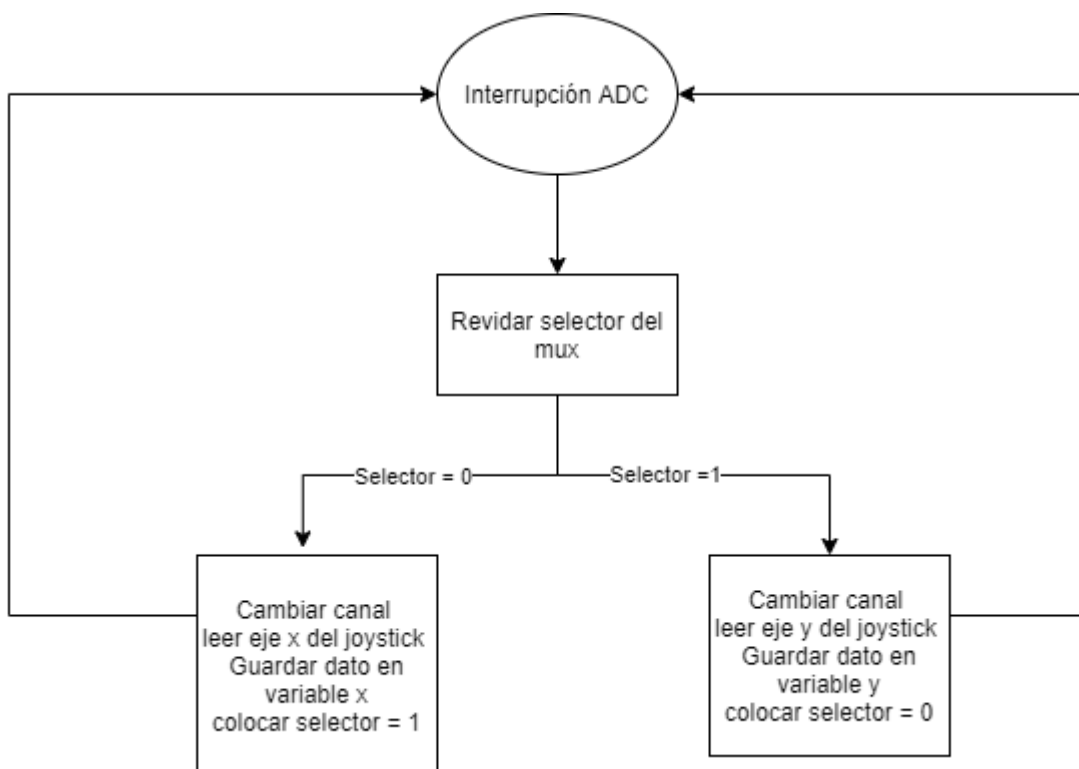 Interrupción ADC
Revidar selector del
mux
Selector = 0
Selector =1
Cambiar canal
leer eje x del joystick
Guardar dato en
variable x
colocar selector = 1
Cambiar canal
leer eje y del joystick
Guardar dato en
variable y
colocar selector = 0